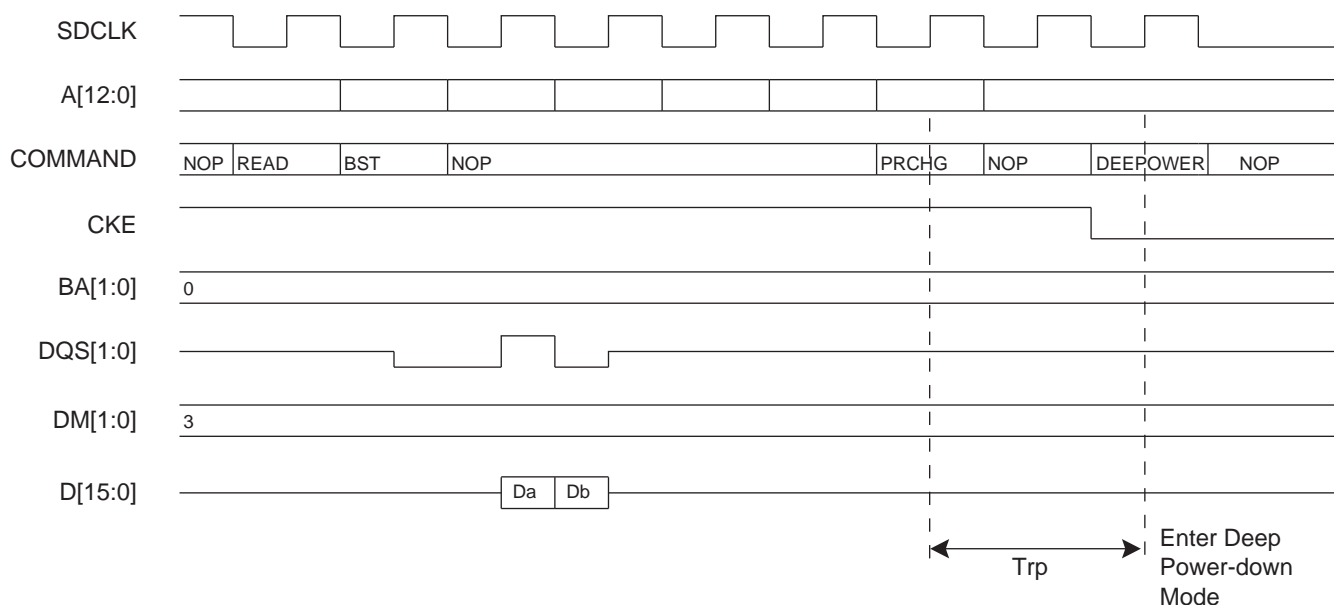 SDCLK
A[12:0]
COMMAND NOP READ BST NOP PRCHG NOP DEEPOWER NOP
CKE
BA[1:0] 0
DQS[1:0]
DM[1:0] 3
D[15:0] Da Db
Trp
Enter Deep
Power-down
Mode